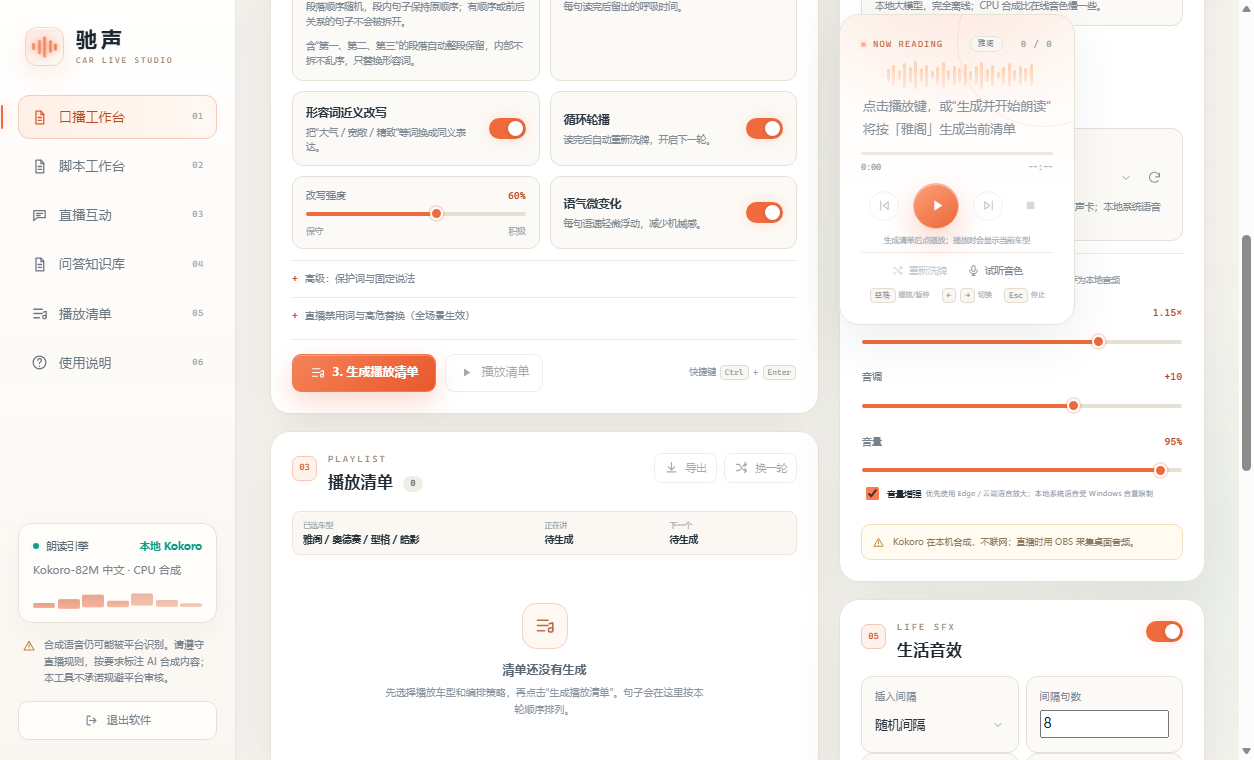 驰声
CAR LIVE STUDIO
口播工作台 01
脚本工作台 02
直播互动 03
问答知识库 04
播放清单 05
使用说明 06
朗读引擎 本地 Kokoro
Kokoro-82M 中文 · CPU 合成
合成语音仍可能被平台识别。请遵守
直播规则，按要求标注 AI 合成内容；
本工具不承诺规避平台审核。
退出软件
段落顺序随机，段内句子保持原顺序；有顺序或前后
关系的句子不会被拆开。
含“第一、第二、第三”的段落自动整段保留，内部不
拆不乱序，只替换形容词。
每句读完后留出的呼吸时间。
形容词近义改写
把“大气 / 宽敞 / 精致”等词换成同义表
达。
循环轮播
读完后自动重新洗牌，开启下一轮。
改写强度 60%
保守 积极
语气微变化
每句语速轻微浮动，减少机械感。
+ 高级：保护词与固定说法
+ 直播禁用词与高危替换（全场景生效）
3. 生成播放清单
播放清单
快捷键 Ctrl + Enter
03
PLAYLIST
播放清单 0
导出
换一轮
已选车型 正在讲 下一个
雅阁 / 奥德赛 / 型格 / 皓影 待生成 待生成
清单还没有生成
先选择播放车型和编排策略，再点击“生成播放清单”。句子会在这里按本
轮顺序排列。
本地大模型，完全离线；CPU 合成比在线音色慢一些。
NOW READING 雅阁 0 / 0
点击播放键，或“生成并开始朗读”
将按「雅阁」生成当前清单
0:00 --:--
生成清单后点播放；播放时会显示当前车型
重新洗牌 试听音色
空格 播放/暂停 ← → 切换 Esc 停止
声卡；本地系统语音
为本地音频
1.15×
音调 +10
音量 95%
音量增强 优先使用 Edge / 云端语音放大；本地系统语音受 Windows 音量限制
Kokoro 在本机合成，不联网；直播时用 OBS 采集桌面音频。
05
LIFE SFX
生活音效
插入间隔
随机间隔
间隔句数
8